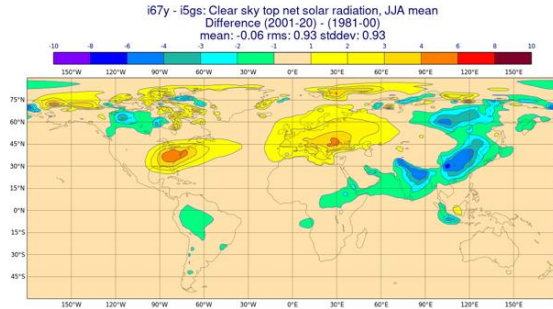 i67y - i5gs: Clear sky top net solar radiation, JJA mean
Difference (2001-20) - (1981-00)
mean: -0.06 rms: 0.93 stddev: 0.93
-10 -8 -6 -4 -3 -2 -1 1 2 3 4 6 8 10
150°W 120°W 90°W 60°W 30°W 0°E 30°E 60°E 90°E 120°E 150°E
75°N
60°N
45°N
30°N
15°N
0°N
15°S
30°S
45°S
150°W 120°W 90°W 60°W 30°W 0°E 30°E 60°E 90°E 120°E 150°E